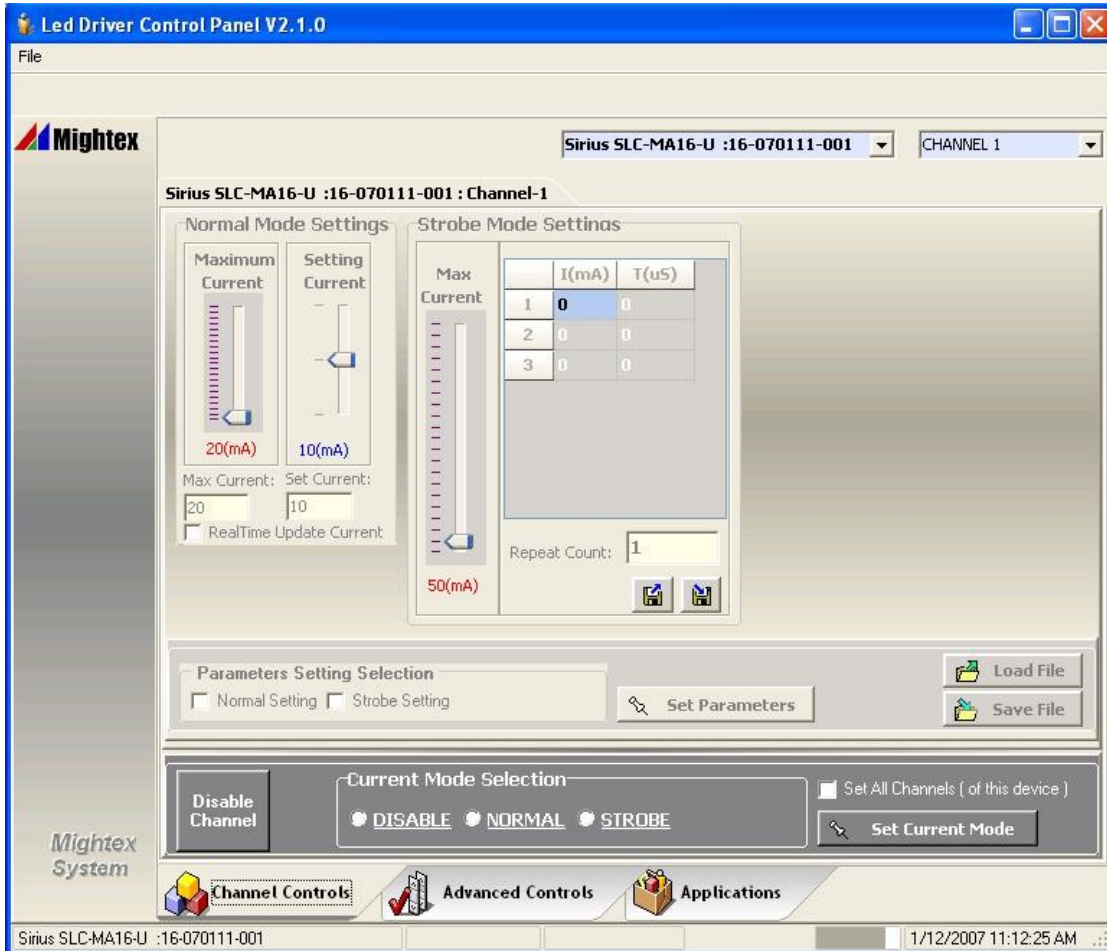 Led Driver Control Panel V2.1.0
File
Mightex
Sirius SLC-MA16-U :16-070111-001
CHANNEL 1
Sirius SLC-MA16-U :16-070111-001 : Channel-1
Normal Mode Settings
Maximum Current
Setting Current
20(mA)
10(mA)
Max Current:
Set Current:
20
10
RealTime Update Current
Strobe Mode Settings
Max Current
50(mA)
I(mA) T(uS)
1 0 0
2 0 0
3 0 0
Repeat Count: 1
Parameters Setting Selection
Normal Setting
Strobe Setting
Set Parameters
Load File
Save File
Disable Channel
Current Mode Selection
DISABLE
NORMAL
STROBE
Set All Channels ( of this device )
Set Current Mode
Mightex System
Channel Controls
Advanced Controls
Applications
Sirius SLC-MA16-U :16-070111-001
1/12/2007 11:12:25 AM